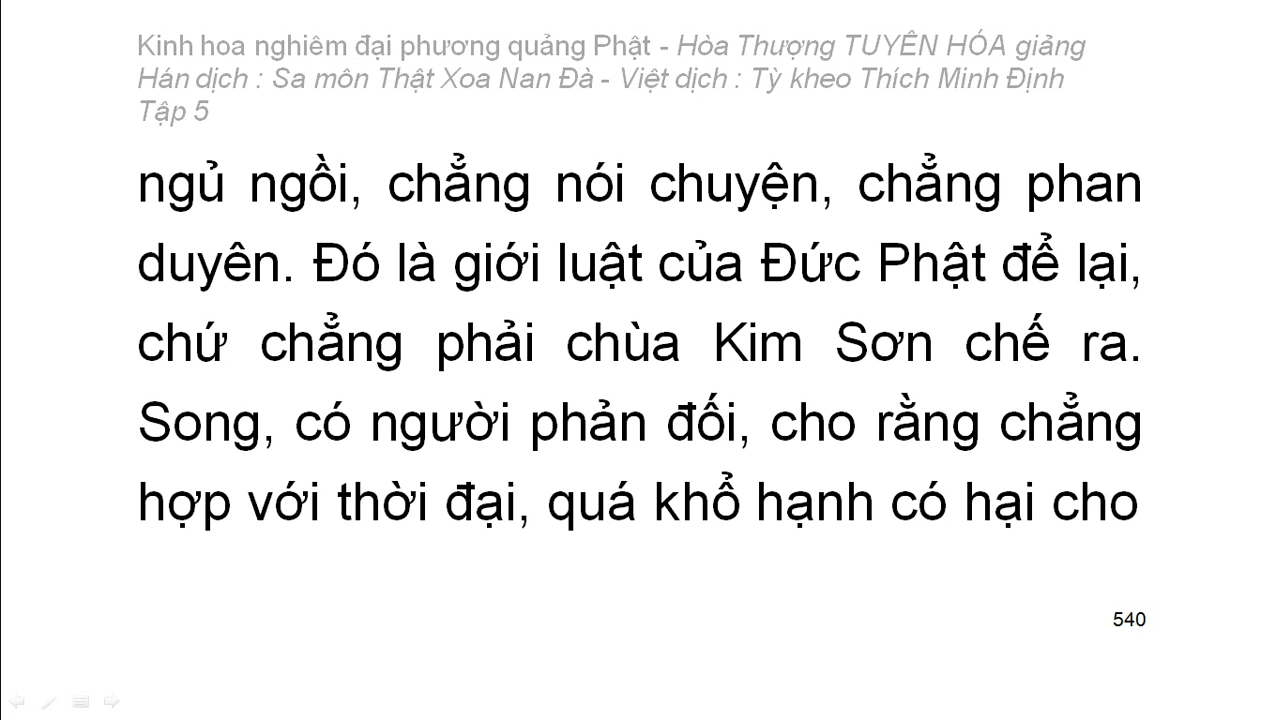 Kinh hoa nghiêm đại phương quảng Phật - Hòa Thượng TUYÊN HÓA giảng
Hán dịch : Sa môn Thật Xoa Nan Đà - Việt dịch : Tỳ kheo Thích Minh Định
Tập 5
ngủ ngồi, chẳng nói chuyện, chẳng phan
duyên. Đó là giới luật của Đức Phật để lại,
chứ chẳng phải chùa Kim Sơn chế ra.
Song, có người phản đối, cho rằng chẳng
hợp với thời đại, quá khổ hạnh có hại cho
540